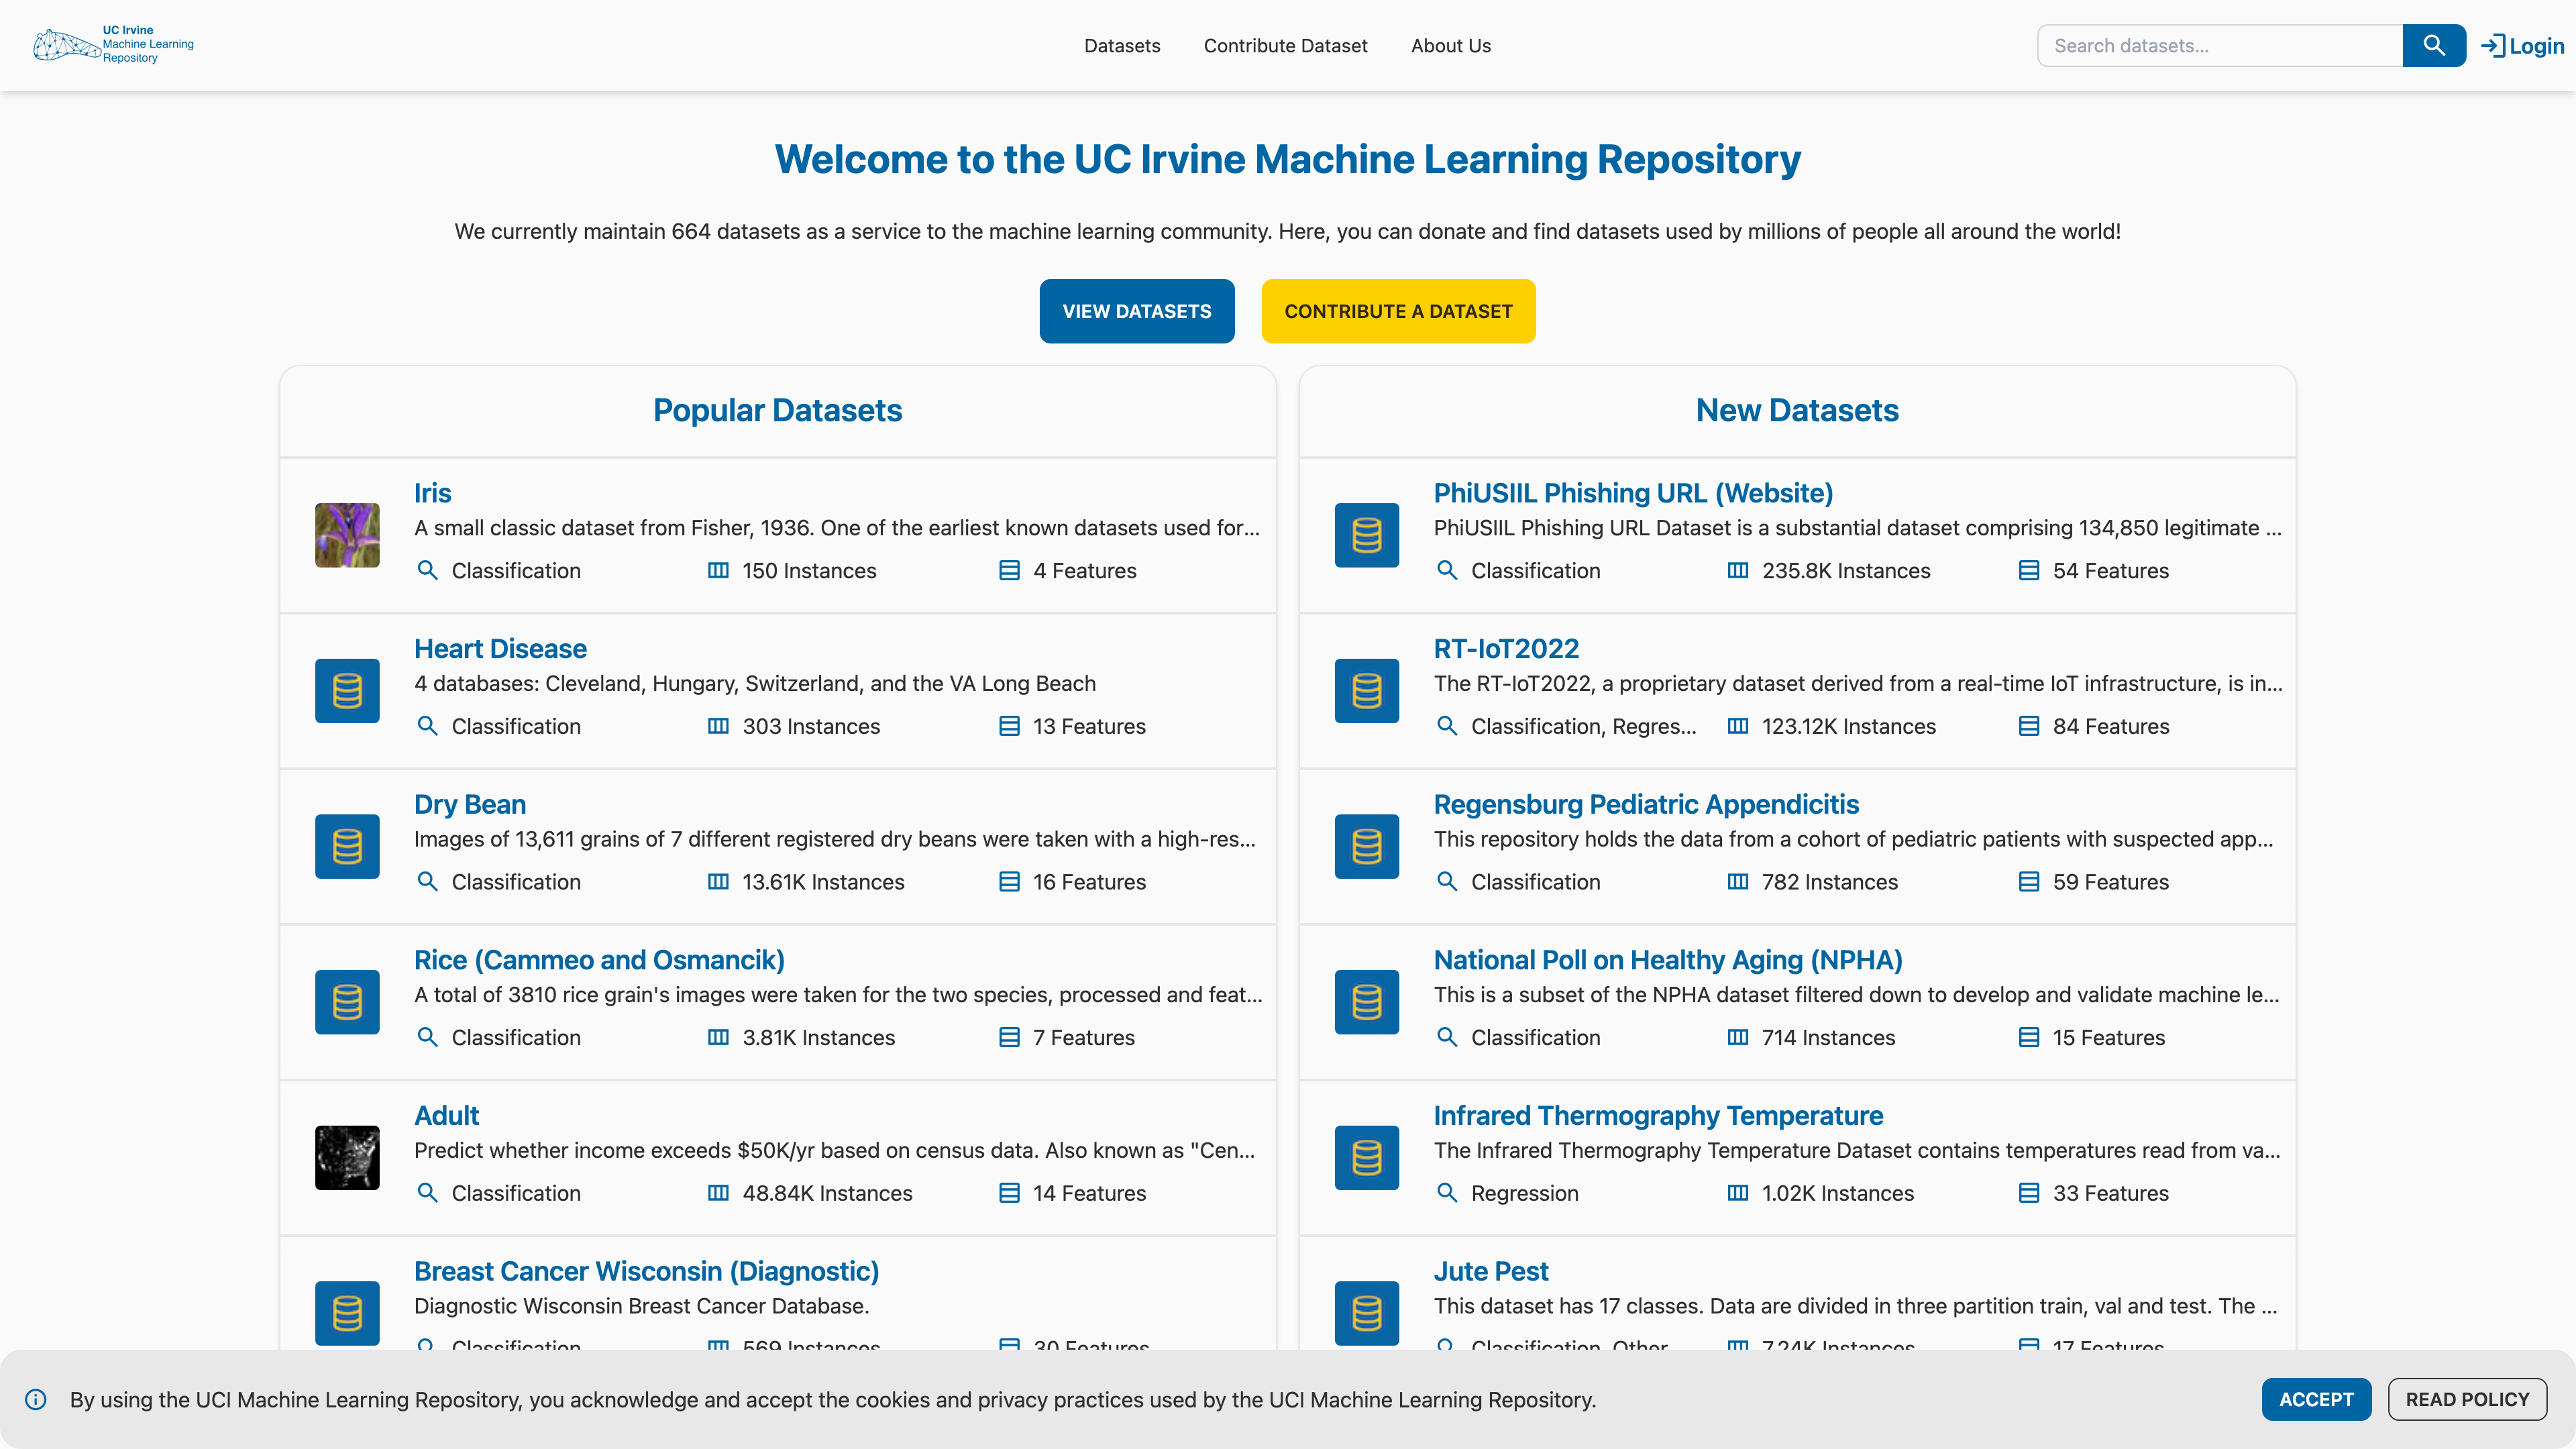 UC Irvine
Machine Learning
Repository
Datasets
Contribute Dataset
About Us
Search datasets...
Login
Welcome to the UC Irvine Machine Learning Repository
We currently maintain 664 datasets as a service to the machine learning community. Here, you can donate and find datasets used by millions of people all around the world!
VIEW DATASETS
CONTRIBUTE A DATASET
Popular Datasets
Iris
A small classic dataset from Fisher, 1936. One of the earliest known datasets used for...
Classification
150 Instances
4 Features
Heart Disease
4 databases: Cleveland, Hungary, Switzerland, and the VA Long Beach
Classification
303 Instances
13 Features
Dry Bean
Images of 13,611 grains of 7 different registered dry beans were taken with a high-res...
Classification
13.61K Instances
16 Features
Rice (Cammeo and Osmancik)
A total of 3810 rice grain's images were taken for the two species, processed and feat...
Classification
3.81K Instances
7 Features
Adult
Predict whether income exceeds $50K/yr based on census data. Also known as "Cen...
Classification
48.84K Instances
14 Features
Breast Cancer Wisconsin (Diagnostic)
Diagnostic Wisconsin Breast Cancer Database.
Classification
569 Instances
30 Features
New Datasets
PhiUSIIL Phishing URL (Website)
PhiUSIIL Phishing URL Dataset is a substantial dataset comprising 134,850 legitimate ...
Classification
235.8K Instances
54 Features
RT-IoT2022
The RT-IoT2022, a proprietary dataset derived from a real-time IoT infrastructure, is in...
Classification, Regres...
123.12K Instances
84 Features
Regensburg Pediatric Appendicitis
This repository holds the data from a cohort of pediatric patients with suspected app...
Classification
782 Instances
59 Features
National Poll on Healthy Aging (NPHA)
This is a subset of the NPHA dataset filtered down to develop and validate machine le...
Classification
714 Instances
15 Features
Infrared Thermography Temperature
The Infrared Thermography Temperature Dataset contains temperatures read from va...
Regression
1.02K Instances
33 Features
Jute Pest
This dataset has 17 classes. Data are divided in three partition train, val and test. The ...
Classification, Other
7.24K Instances
17 Features
By using the UCI Machine Learning Repository, you acknowledge and accept the cookies and privacy practices used by the UCI Machine Learning Repository.
ACCEPT
READ POLICY